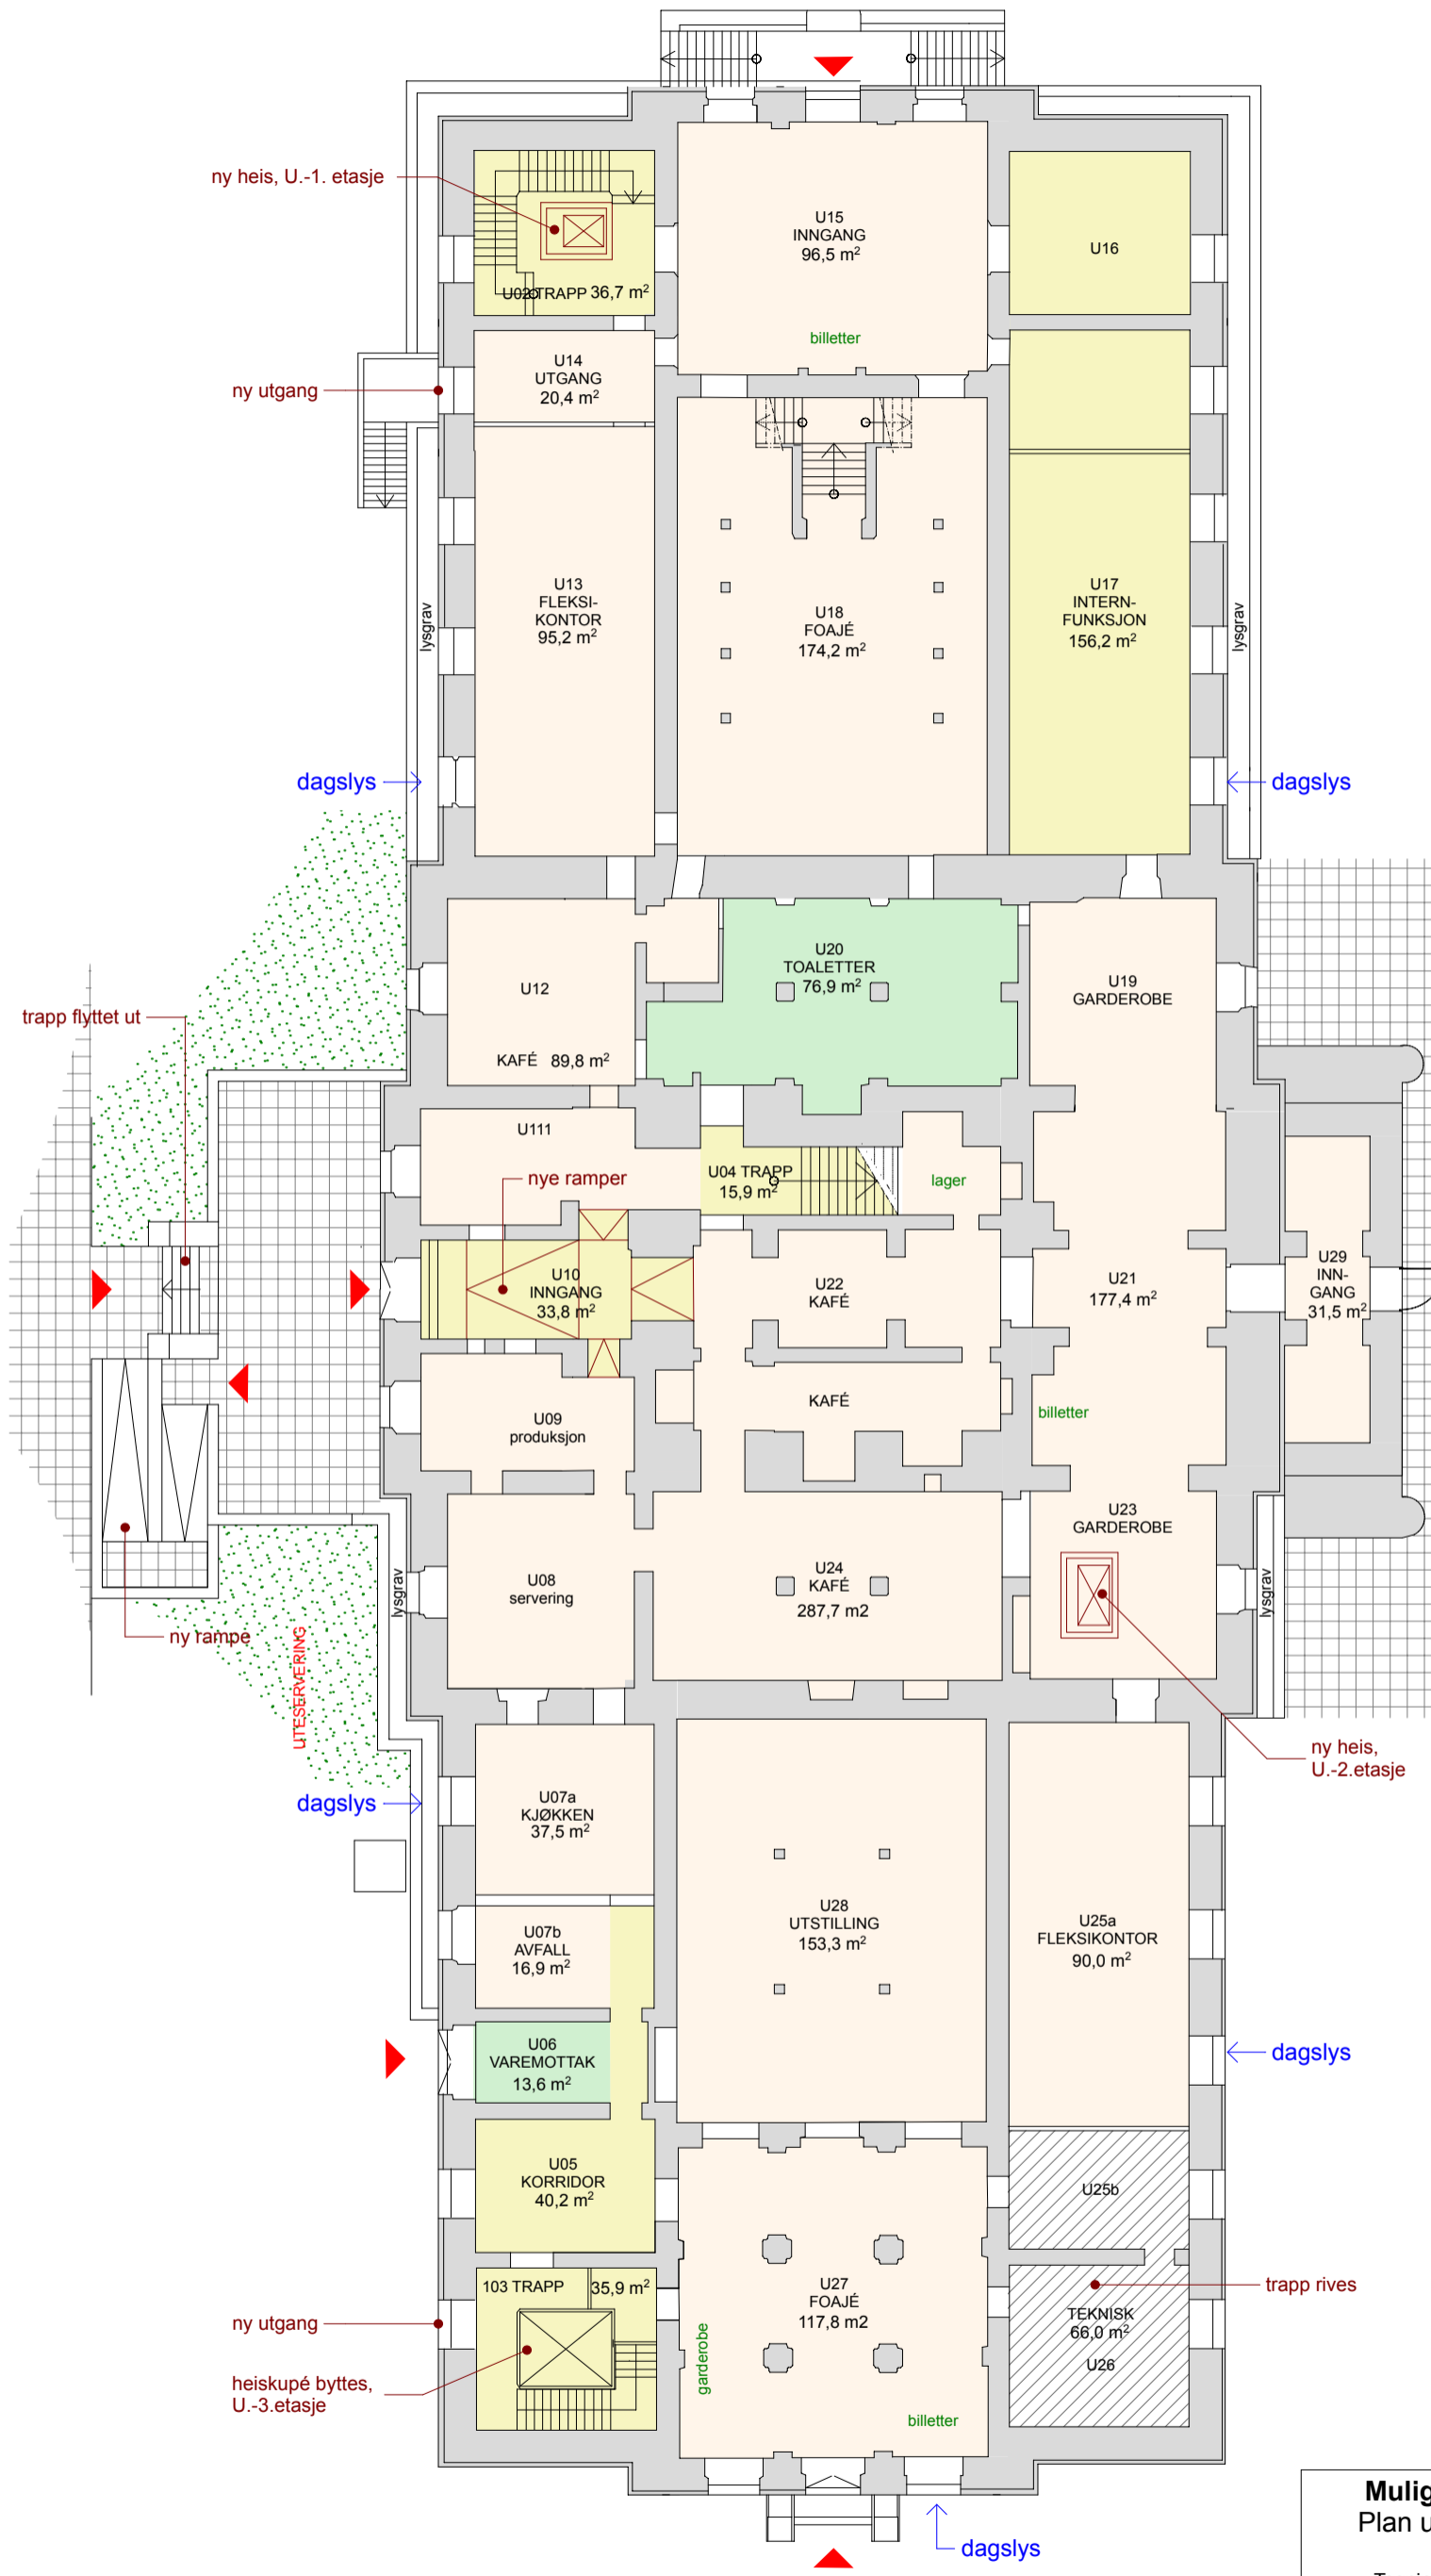 ny heis, U.-1. etasje
U15
INNGANG
96,5 m²
U16
U02 TRAPP 36,7 m²
billetter
U14
UTGANG
20,4 m²
ny utgang
U13
FLEKSI-
KONTOR
95,2 m²
U18
FOAJÉ
174,2 m²
U17
INTERN-
FUNKSJON
156,2 m²
lysgrav
lysgrav
dagslys
dagslys
U20
TOALETTER
76,9 m²
U12
U19
GARDEROBE
trapp flyttet ut
KAFÉ 89,8 m²
U111
U04 TRAPP
15,9 m²
lager
nye ramper
U10
INNGANG
33,8 m²
U22
KAFÉ
U21
177,4 m²
U29
INN-
GANG
31,5 m²
KAFÉ
billetter
U09
produksjon
U23
GARDEROBE
U24
KAFÉ
287,7 m2
U08
servering
lysgrav
lysgrav
ny rampe
UTESERVERING
ny heis,
U.-2.etasje
dagslys
U07a
KJØKKEN
37,5 m²
U28
UTSTILLING
153,3 m²
U25a
FLEKSIKONTOR
90,0 m²
U07b
AVFALL
16,9 m²
U06
VAREMOTTAK
13,6 m²
dagslys
U05
KORRIDOR
40,2 m²
U25b
103 TRAPP 35,9 m²
U27
FOAJÉ
117,8 m2
trapp rives
TEKNISK
66,0 m²
U26
ny utgang
garderobe
heiskupé byttes,
U.-3.etasje
billetter
dagslys
Mulig
Plan u